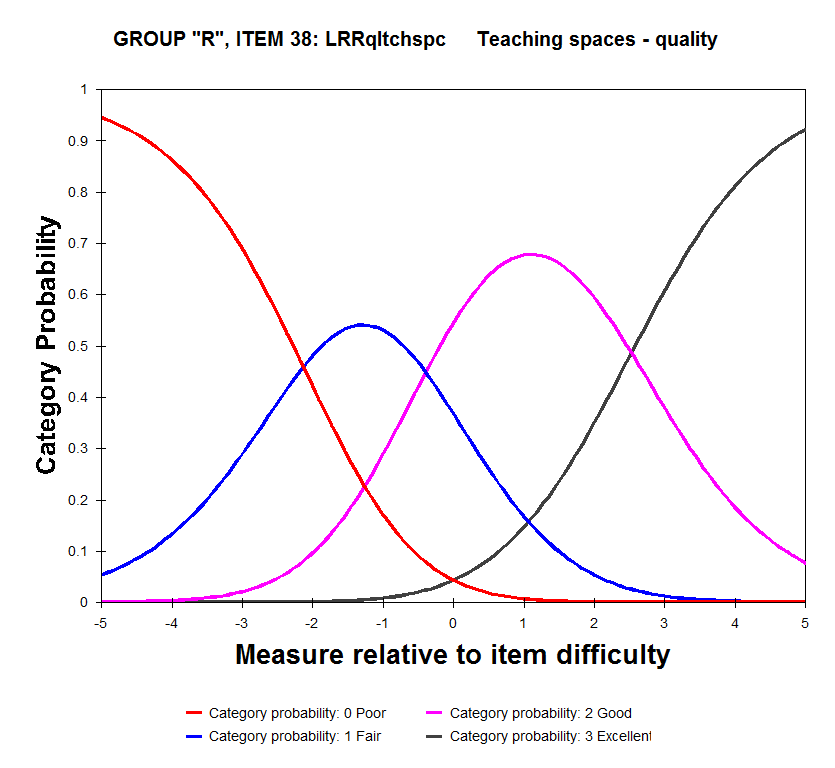 GROUP "R", ITEM 38: LRRqltchspc Teaching spaces - quality
1
0.9
0.8
0.7
0.6
0.5
0.4
0.3
0.2
0.1
0
Category Probability
-5 -4 -3 -2 -1 0 1 2 3 4 5
Measure relative to item difficulty
Category probability: 0 Poor Category probability: 2 Good
Category probability: 1 Fair Category probability: 3 Excellent